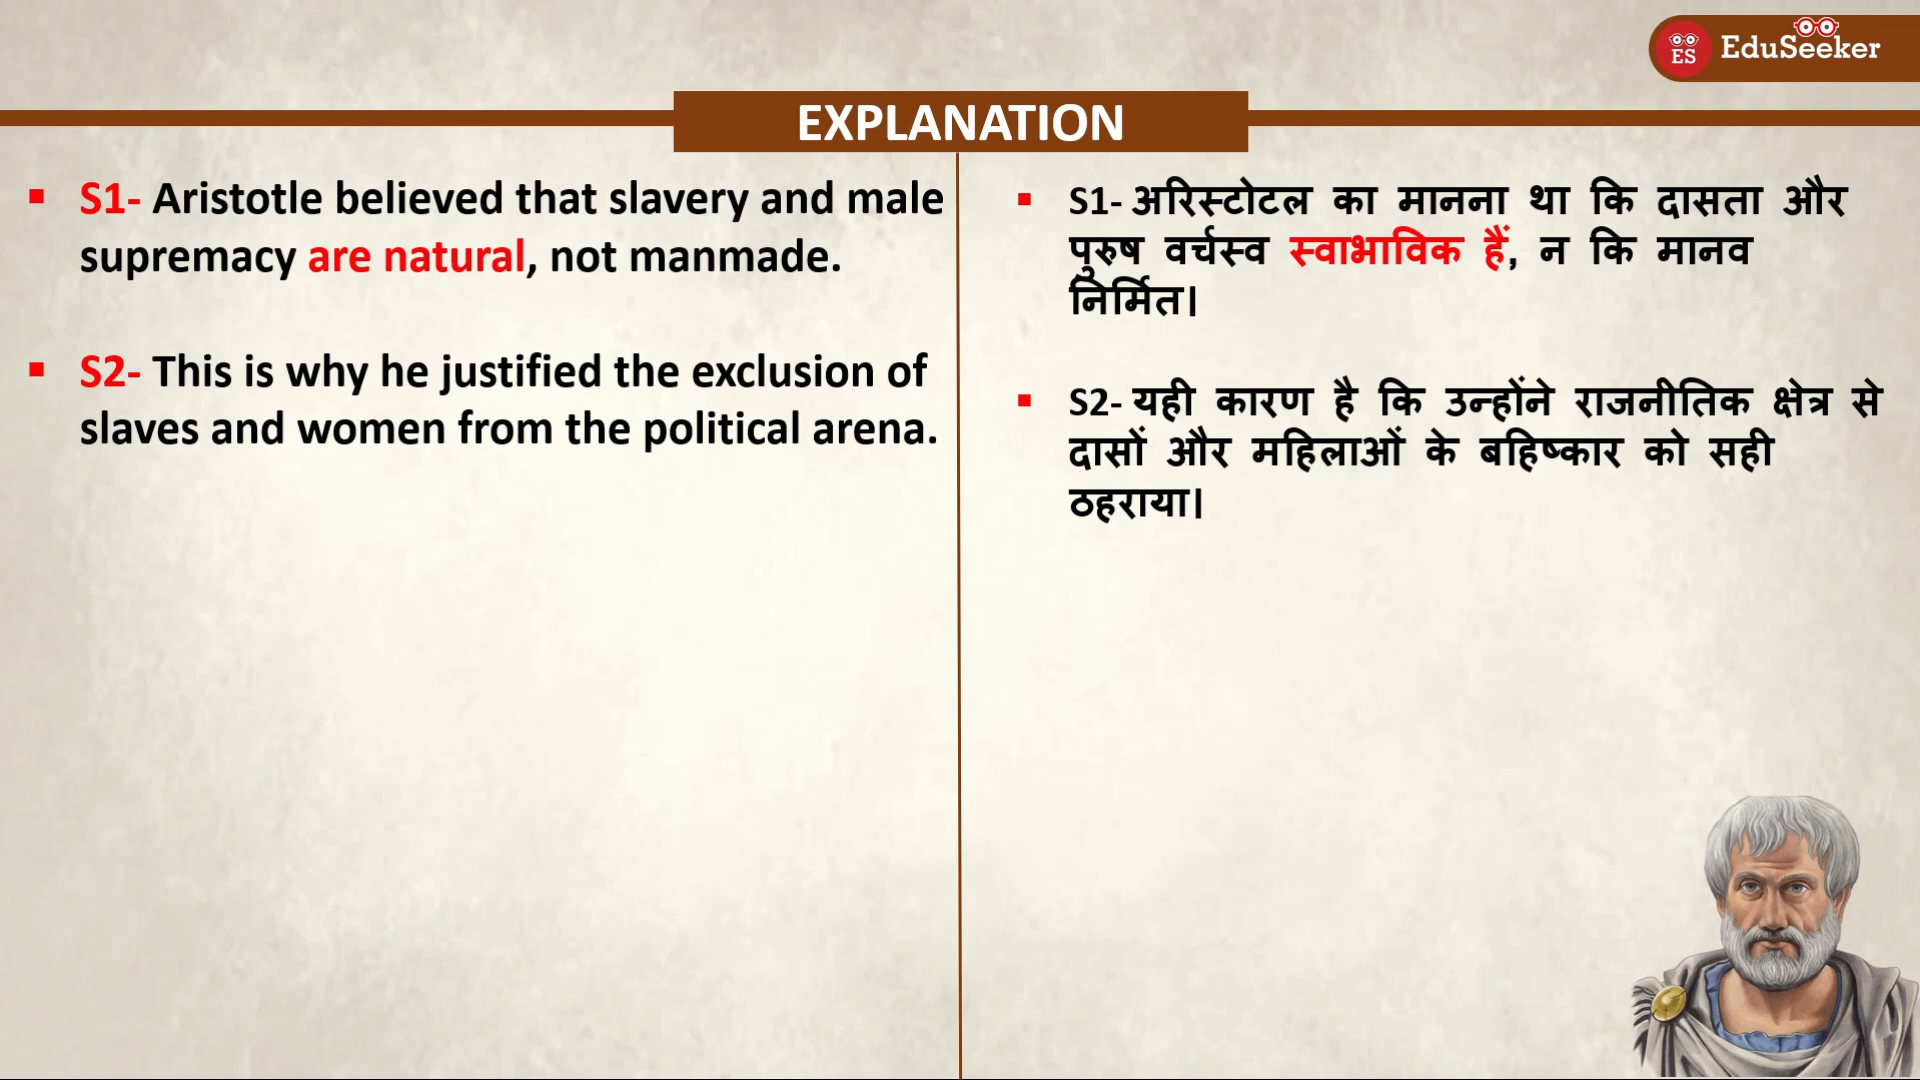 ES EduSeeker
EXPLANATION
S1- Aristotle believed that slavery and male
supremacy are natural, not manmade.
S2- This is why he justified the exclusion of
slaves and women from the political arena.
S1- अरिस्टोटल का मानना था कि दासता और
पुरुष वर्चस्व स्वाभाविक हैं, न कि मानव
निर्मित।
S2- यही कारण है कि उन्होंने राजनीतिक क्षेत्र से
दासों और महिलाओं के बहिष्कार को सही
ठहराया।